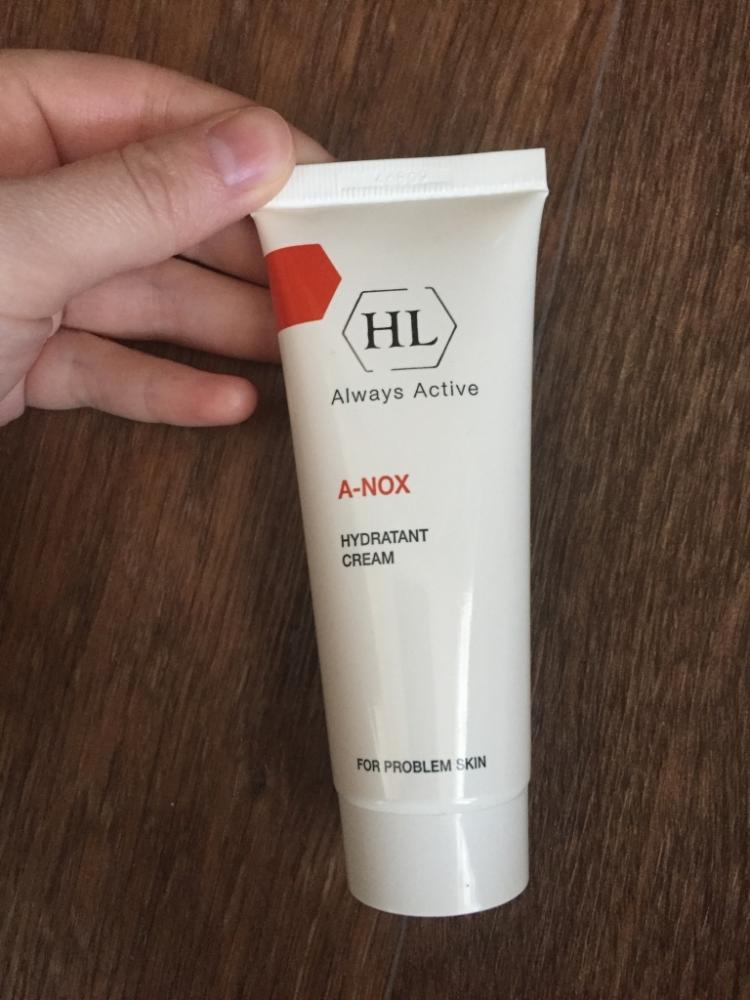 HL
Always Active
A-NOX
HYDRATANT
CREAM
FOR PROBLEM SKIN